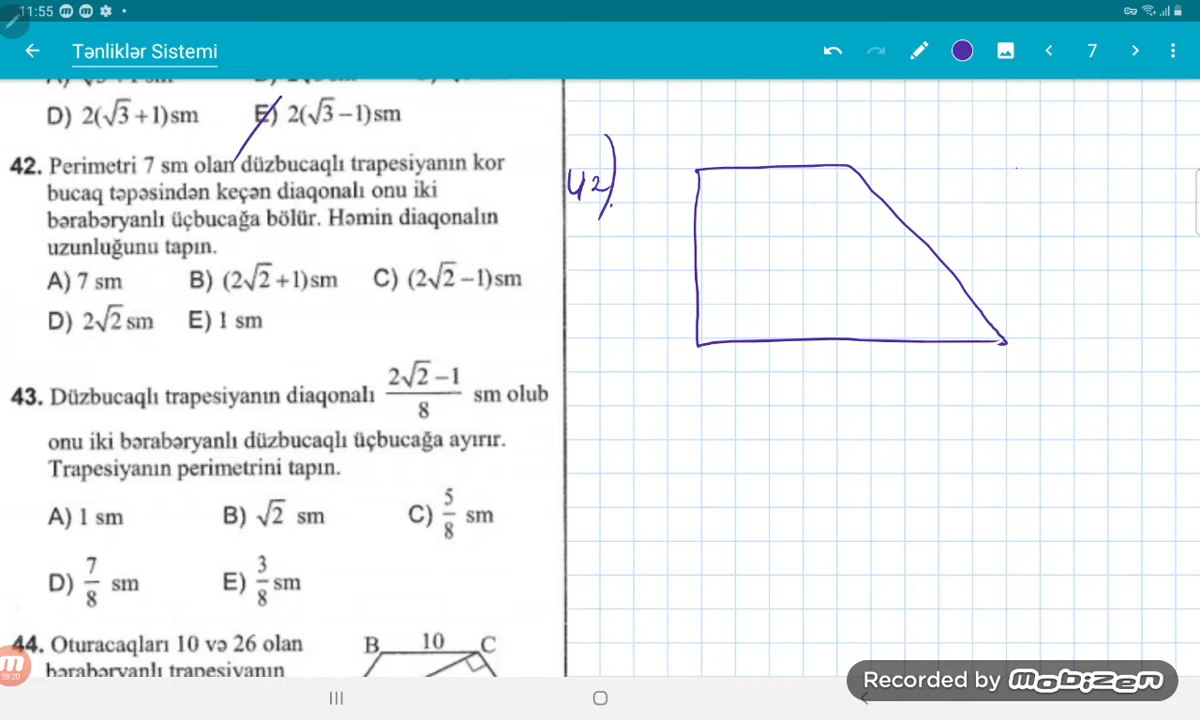 11:55
Tənliklər Sistemi
7
D) 2(√3+1)sm E) 2(√3−1)sm
42. Perimetri 7 sm olan düzbucaqlı trapesiyanın kor
bucaq təpəsindən keçən diaqonalı onu iki
bərabəryanlı üçbucağa bölür. Həmin diaqonalın
uzunluğunu tapın.
A) 7 sm B) (2√2+1)sm C) (2√2−1)sm
D) 2√2 sm E) 1 sm
43. Düzbucaqlı trapesiyanın diaqonalı (2√2−1)/8 sm olub
onu iki bərabəryanlı düzbucaqlı üçbucağa ayırır.
Trapesiyanın perimetrini tapın.
A) 1 sm B) √2 sm C) 5/8 sm
D) 7/8 sm E) 3/8 sm
44. Oturacaqları 10 və 26 olan
bərabəryanlı trapesiyanın
B 10 C
42).
28:20
Recorded by mobizen